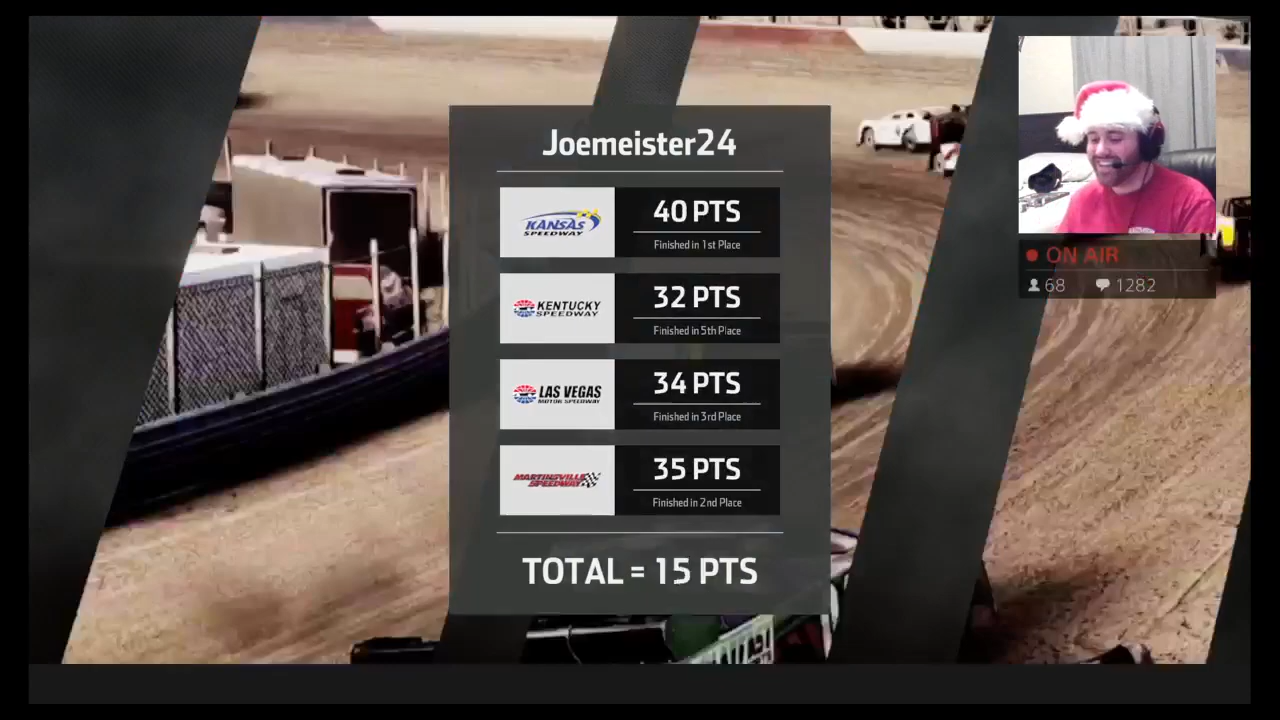 Joemeister24
KANSAS
SPEEDWAY
40 PTS
Finished in 1st Place
KENTUCKY
SPEEDWAY
32 PTS
Finished in 5th Place
LAS VEGAS
MOTOR SPEEDWAY
34 PTS
Finished in 3rd Place
MARTINSVILLE
SPEEDWAY
35 PTS
Finished in 2nd Place
TOTAL = 15 PTS
ON AIR
68 1282